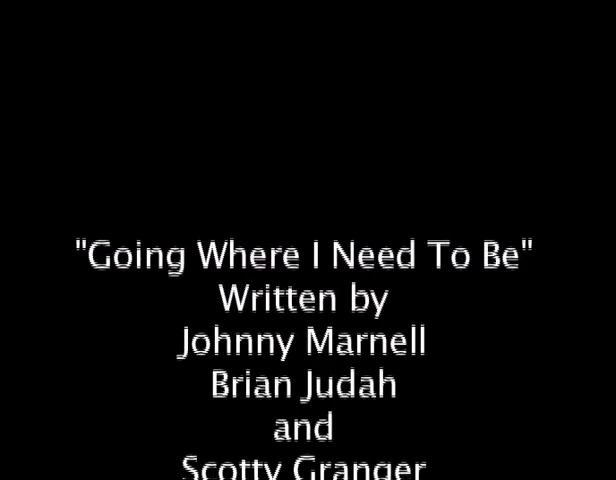 "Going Where I Need To Be"
Written by
Johnny Marnell
Brian Judah
and
Scotty Granger